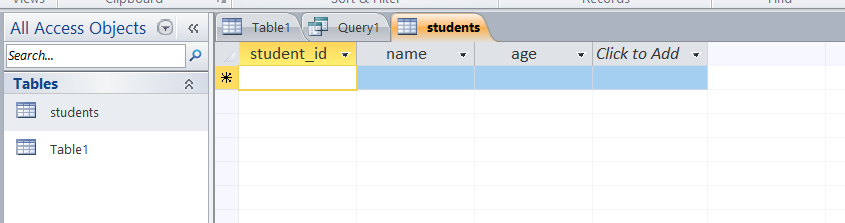 Views
Clipboard
Sort & Filter
Records
Find
All Access Objects
Search...
Tables
students
Table1
Table1
Query1
students
student_id
name
age
Click to Add